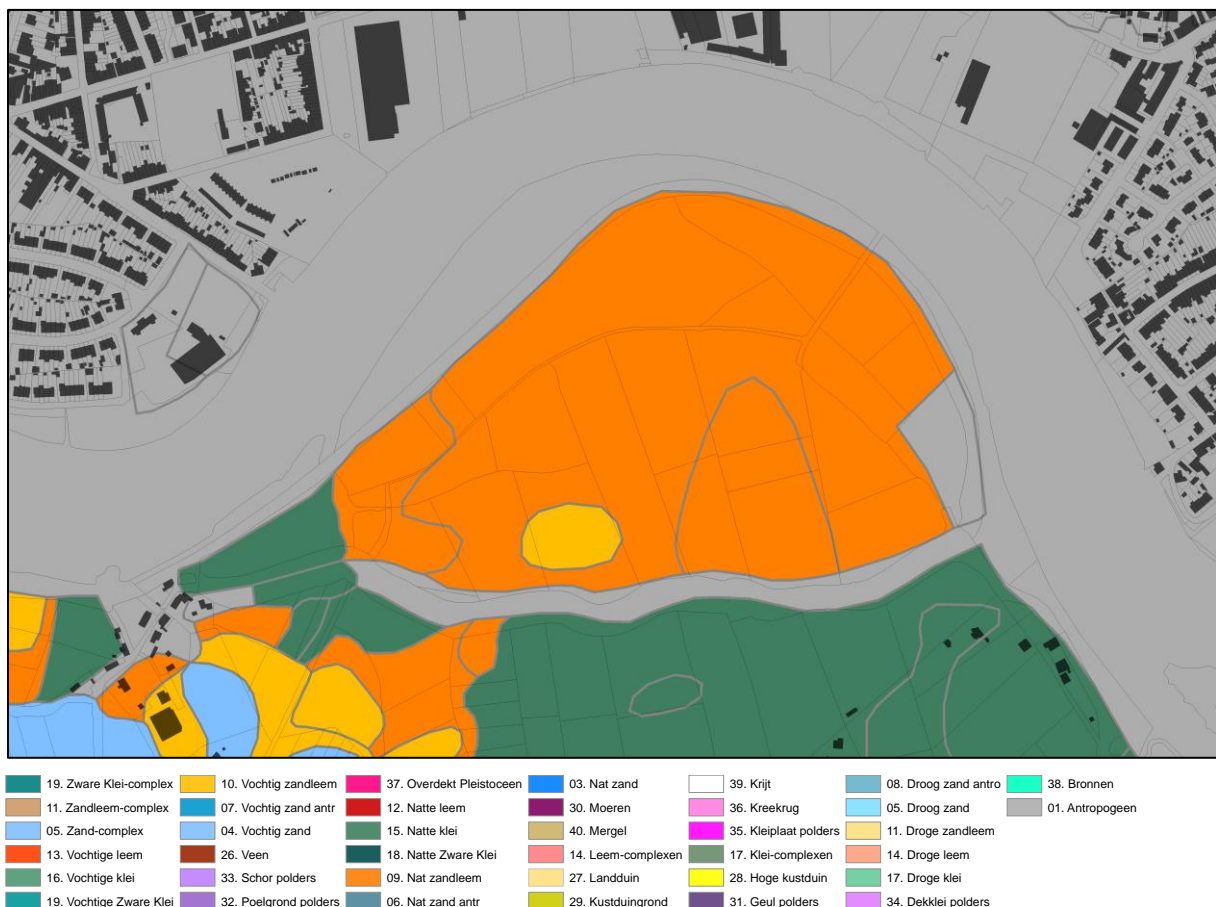 19. Zware Klei-complex
11. Zandleem-complex
05. Zand-complex
13. Vochtige leem
16. Vochtige klei
19. Vochtige Zware Klei
10. Vochtig zandleem
07. Vochtig zand antr
04. Vochtig zand
26. Veen
33. Schor polders
32. Poelgrond polders
37. Overdekt Pleistoceen
12. Natte leem
15. Natte klei
18. Natte Zware Klei
09. Nat zandleem
06. Nat zand antr
03. Nat zand
30. Moeren
40. Mergel
14. Leem-complexen
27. Landduin
29. Kustduingrond
39. Krijt
36. Kreekrug
35. Kleiplaat polders
17. Klei-complexen
28. Hoge kustduin
31. Geul polders
08. Droog zand antro
05. Droog zand
11. Droge zandleem
14. Droge leem
17. Droge klei
34. Dekklei polders
38. Bronnen
01. Antropogeen